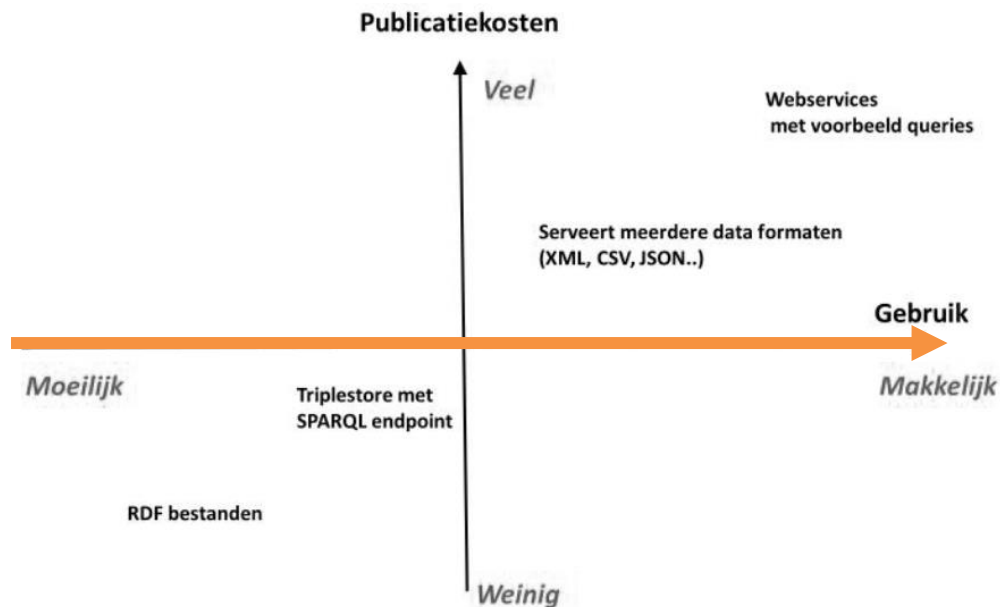 Publicatiekosten
Veel
Webservices
met voorbeeld queries
Serveert meerdere data formaten
(XML, CSV, JSON..)
Gebruik
Moeilijk
Makkelijk
Triplestore met
SPARQL endpoint
RDF bestanden
Weinig